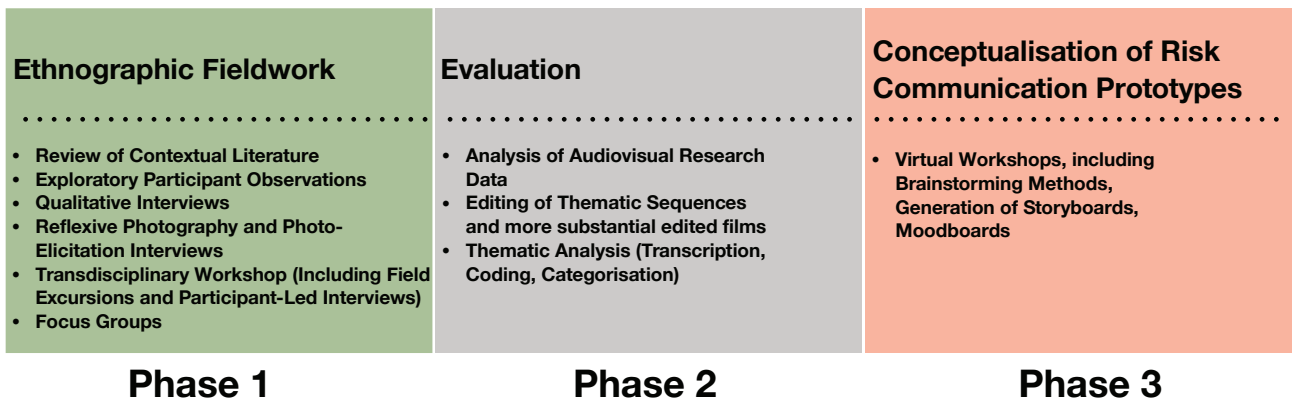 Ethnographic Fieldwork
• Review of Contextual Literature
• Exploratory Participant Observations
• Qualitative Interviews
• Reflexive Photography and Photo-
Elicitation Interviews
• Transdisciplinary Workshop (Including Field
Excursions and Participant-Led Interviews)
• Focus Groups
Phase 1
Evaluation
• Analysis of Audiovisual Research
Data
• Editing of Thematic Sequences
and more substantial edited films
• Thematic Analysis (Transcription,
Coding, Categorisation)
Phase 2
Conceptualisation of Risk
Communication Prototypes
• Virtual Workshops, including
Brainstorming Methods,
Generation of Storyboards,
Moodboards
Phase 3